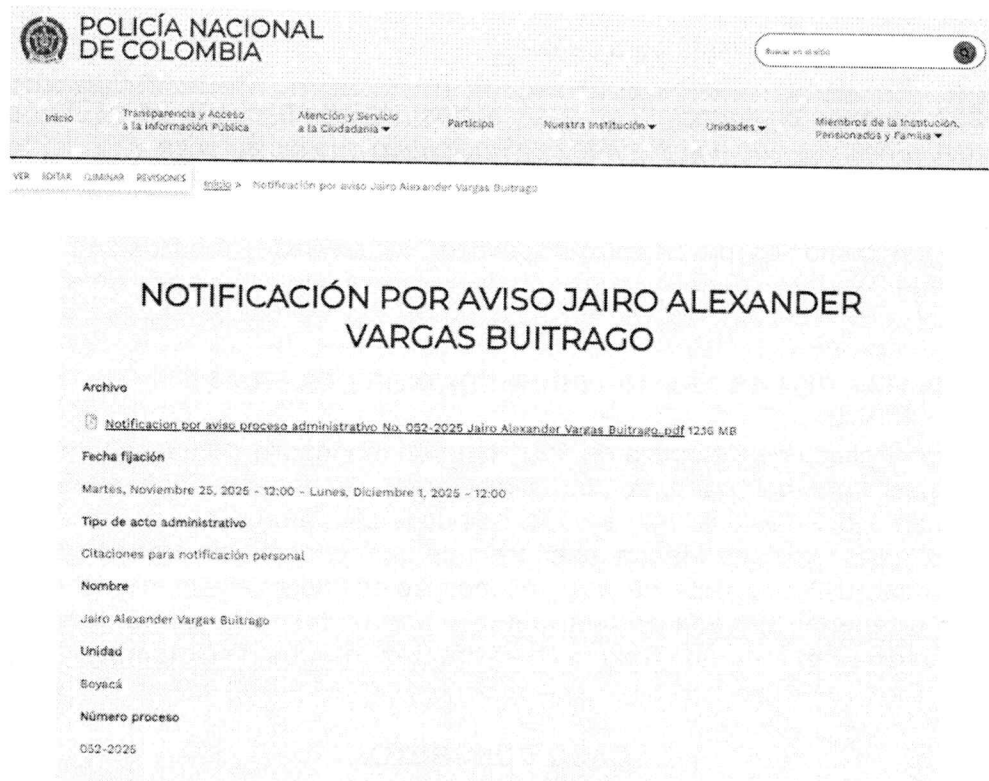 POLICÍA NACIONAL
DE COLOMBIA
Buscar en el sitio
Inicio
Transparencia y Acceso
a la Información Pública
Atención y Servicio
a la Ciudadanía
Participa
Nuestra Institución
Unidades
Miembros de la Institución,
Pensionados y Familia
VER EDITAR ELIMINAR REVISIONES
Inicio > Notificación por aviso Jairo Alexander Vargas Buitrago
NOTIFICACIÓN POR AVISO JAIRO ALEXANDER
VARGAS BUITRAGO
Archivo
Notificacion por aviso proceso administrativo No. 052-2025 Jairo Alexander Vargas Buitrago.pdf 12.16 MB
Fecha fijación
Martes, Noviembre 25, 2025 - 12:00 - Lunes, Diciembre 1, 2025 - 12:00
Tipo de acto administrativo
Citaciones para notificación personal
Nombre
Jairo Alexander Vargas Buitrago
Unidad
Boyacá
Número proceso
052-2025